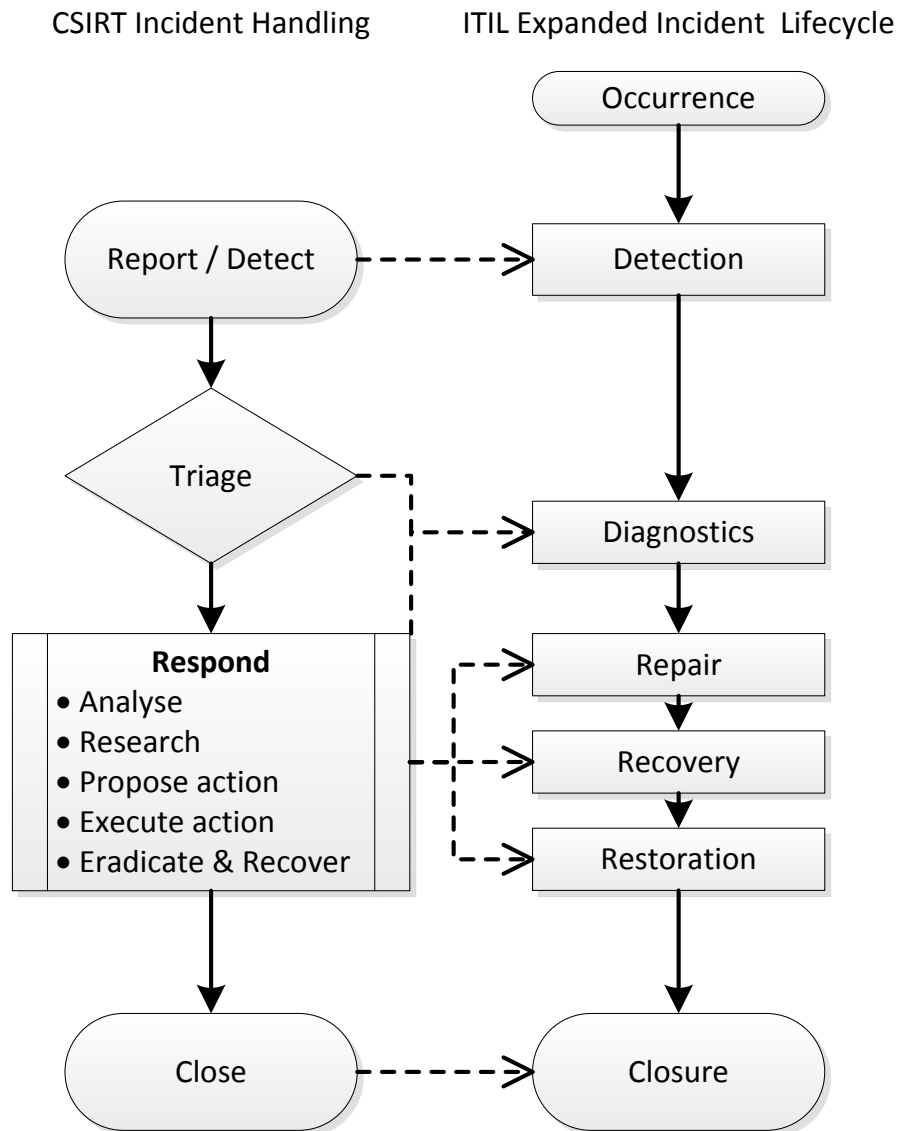 CSIRT Incident Handling
ITIL Expanded Incident Lifecycle
Occurrence
Report / Detect
Detection
Triage
Diagnostics
Respond
• Analyse
• Research
• Propose action
• Execute action
• Eradicate & Recover
Repair
Recovery
Restoration
Close
Closure